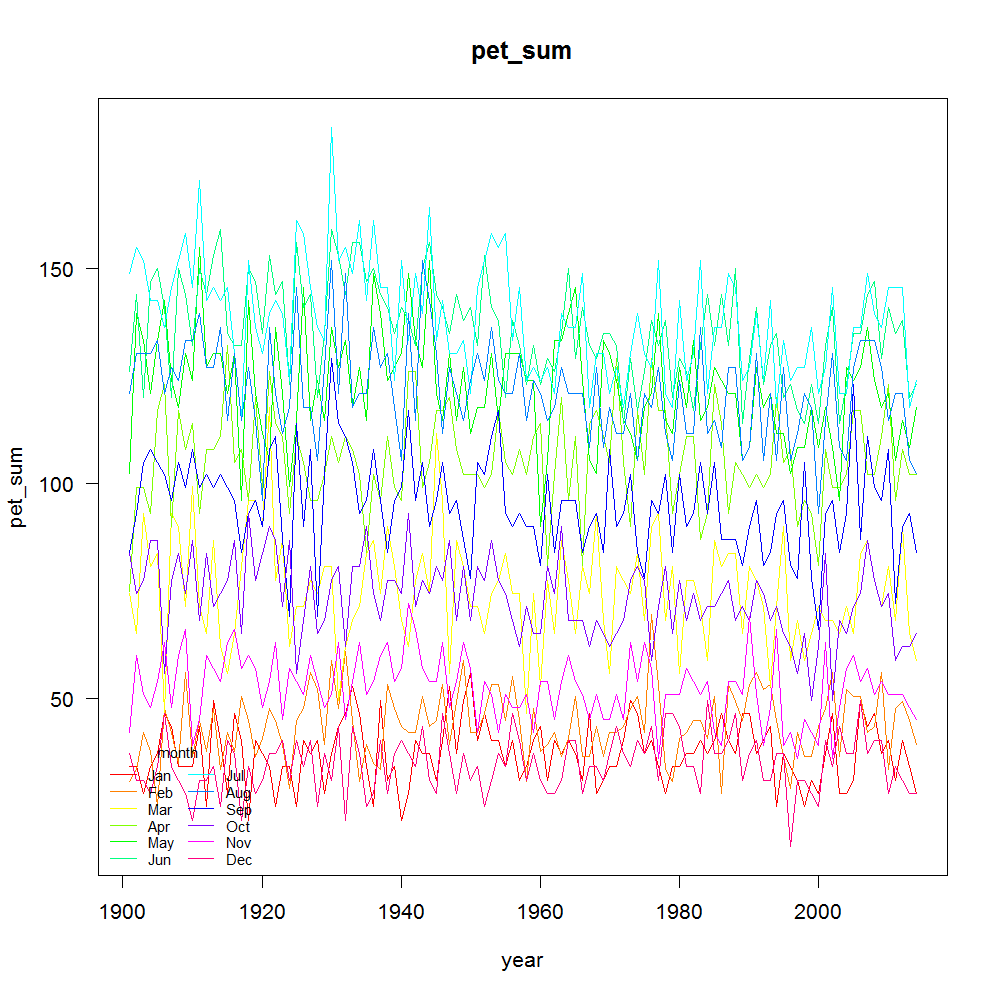 pet_sum
pet_sum
150
100
50
month
Jan Jul
Feb Aug
Mar Sep
Apr Oct
May Nov
Jun Dec
1900 1920 1940 1960 1980 2000
year